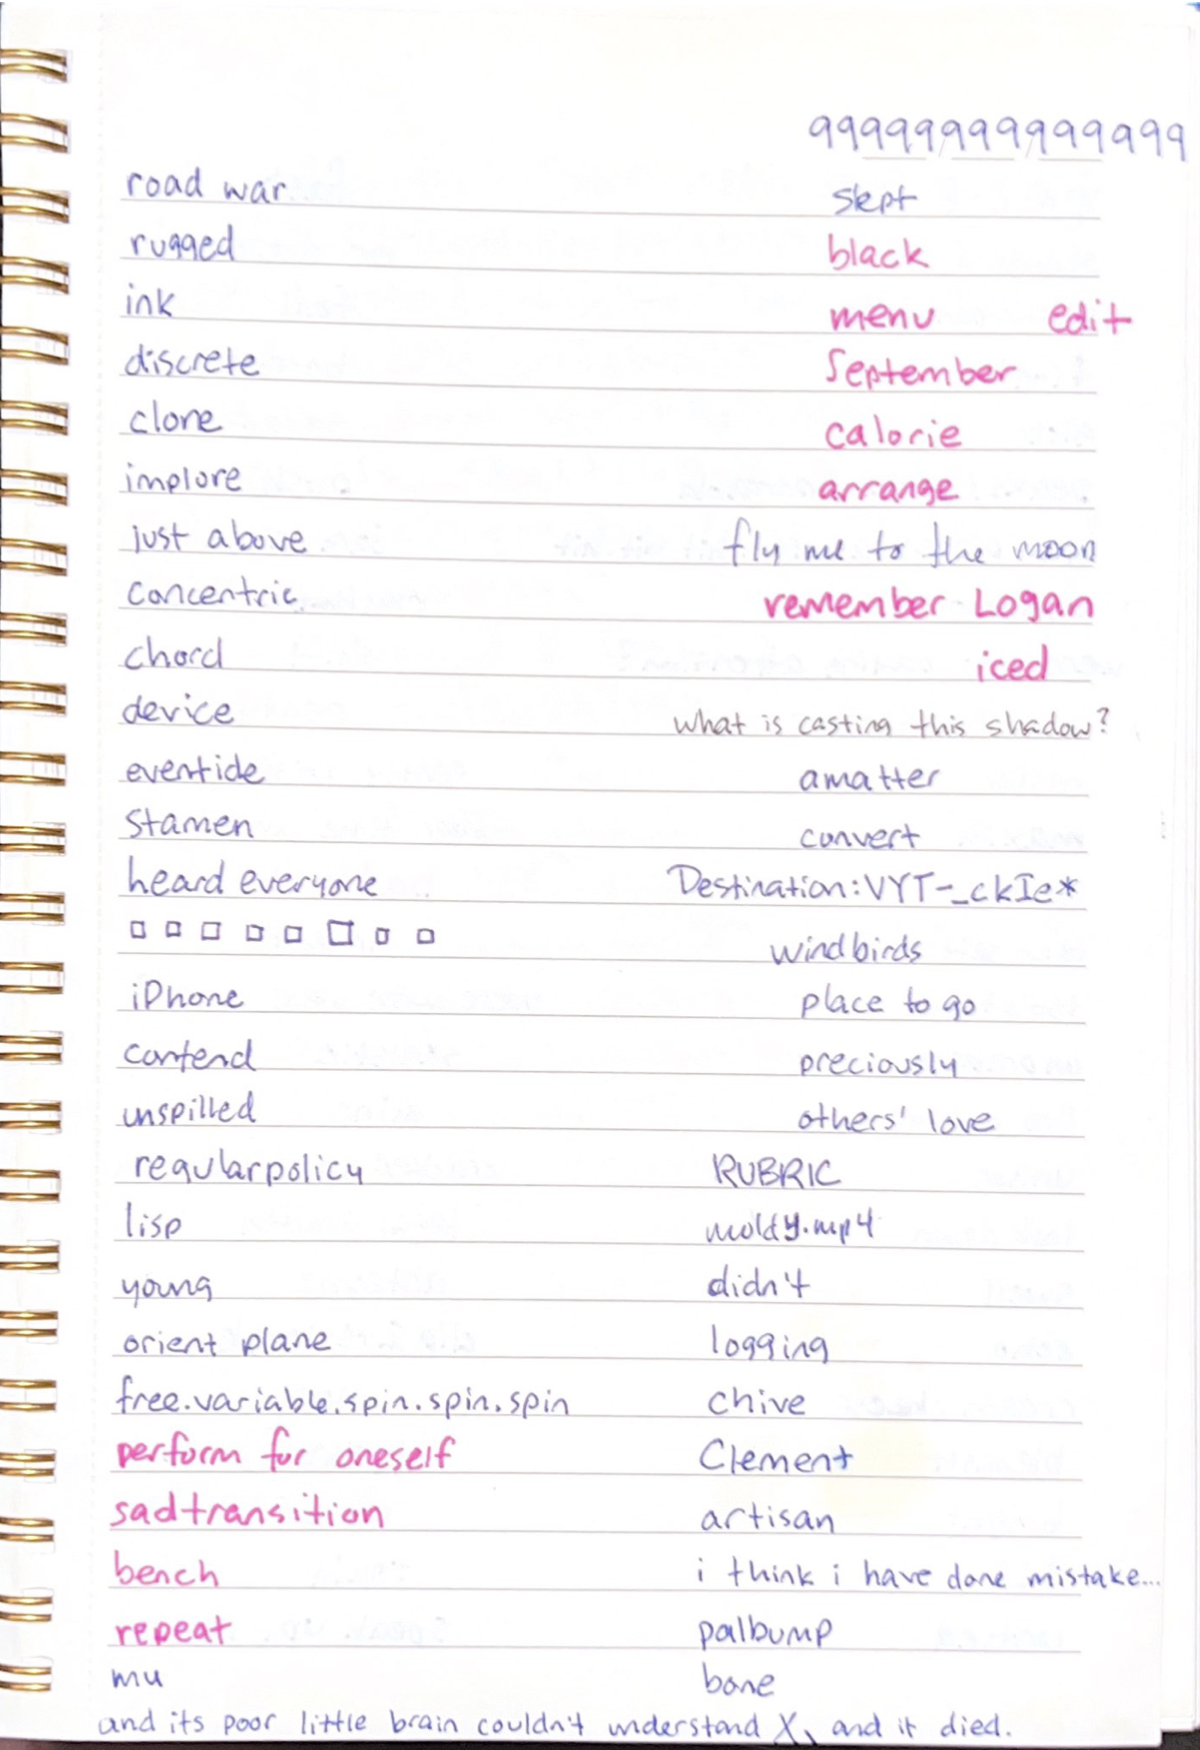 99999999999999
road war slept
rugged black
ink menu edit
discrete September
clone calorie
implore arrange
just above fly me to the moon
concentric remember Logan
chord iced
device what is casting this shadow?
eventide amatter
stamen convert
heard everyone Destination:VYT-_ckIe*
□ □ □ □ □ □ □ □ windbirds
iPhone place to go
contend preciously
unspilled others' love
regularpolicy RUBRIC
lisp moldy.mp4
young didn't
orient plane logging
free.variable.spin.spin.spin chive
perform for oneself Clement
sadtransition artisan
bench i think i have done mistake...
repeat palbump
mu bone
and its poor little brain couldn't understand X, and it died.